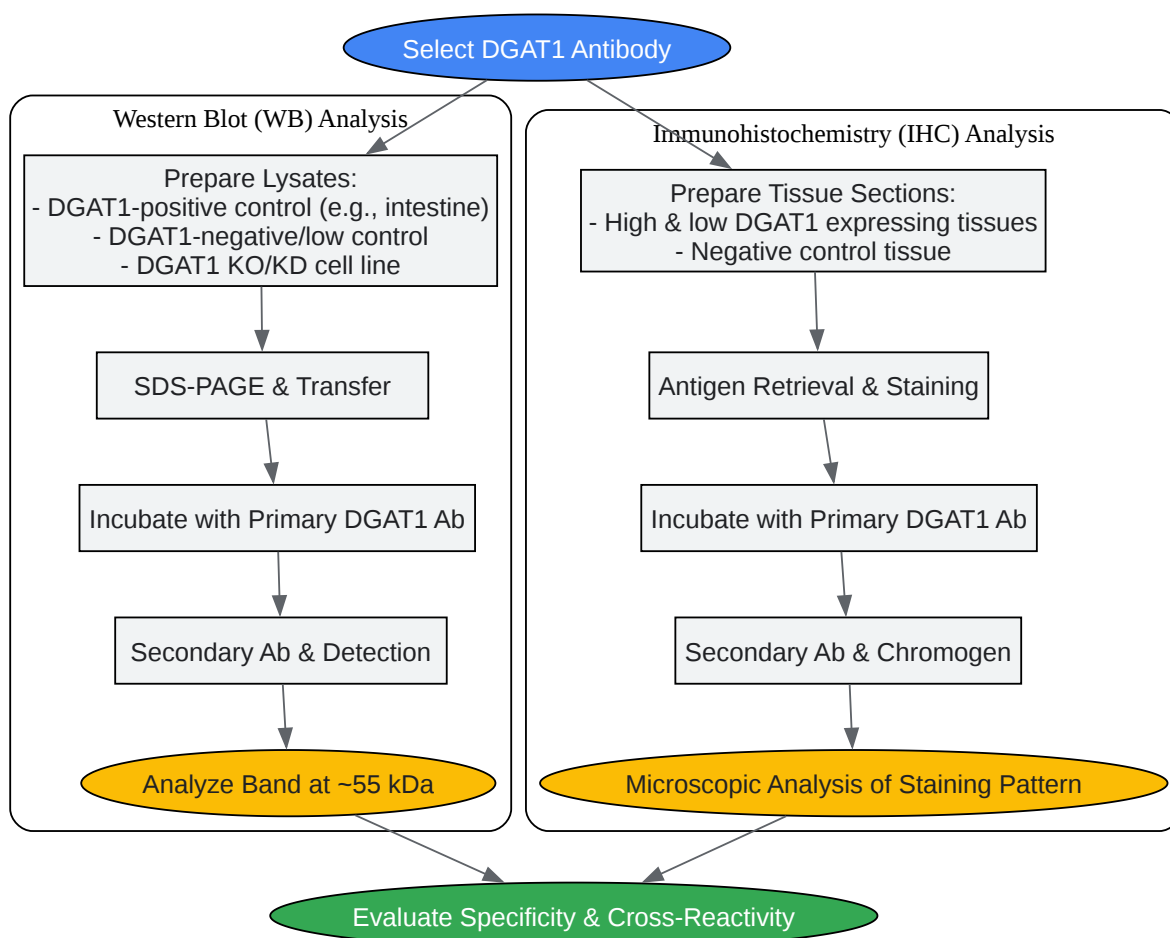 Select DGAT1 Antibody
Western Blot (WB) Analysis
Prepare Lysates:
- DGAT1-positive control (e.g., intestine)
- DGAT1-negative/low control
- DGAT1 KO/KD cell line
SDS-PAGE & Transfer
Incubate with Primary DGAT1 Ab
Secondary Ab & Detection
Analyze Band at ~55 kDa
Immunohistochemistry (IHC) Analysis
Prepare Tissue Sections:
- High & low DGAT1 expressing tissues
- Negative control tissue
Antigen Retrieval & Staining
Incubate with Primary DGAT1 Ab
Secondary Ab & Chromogen
Microscopic Analysis of Staining Pattern
Evaluate Specificity & Cross-Reactivity